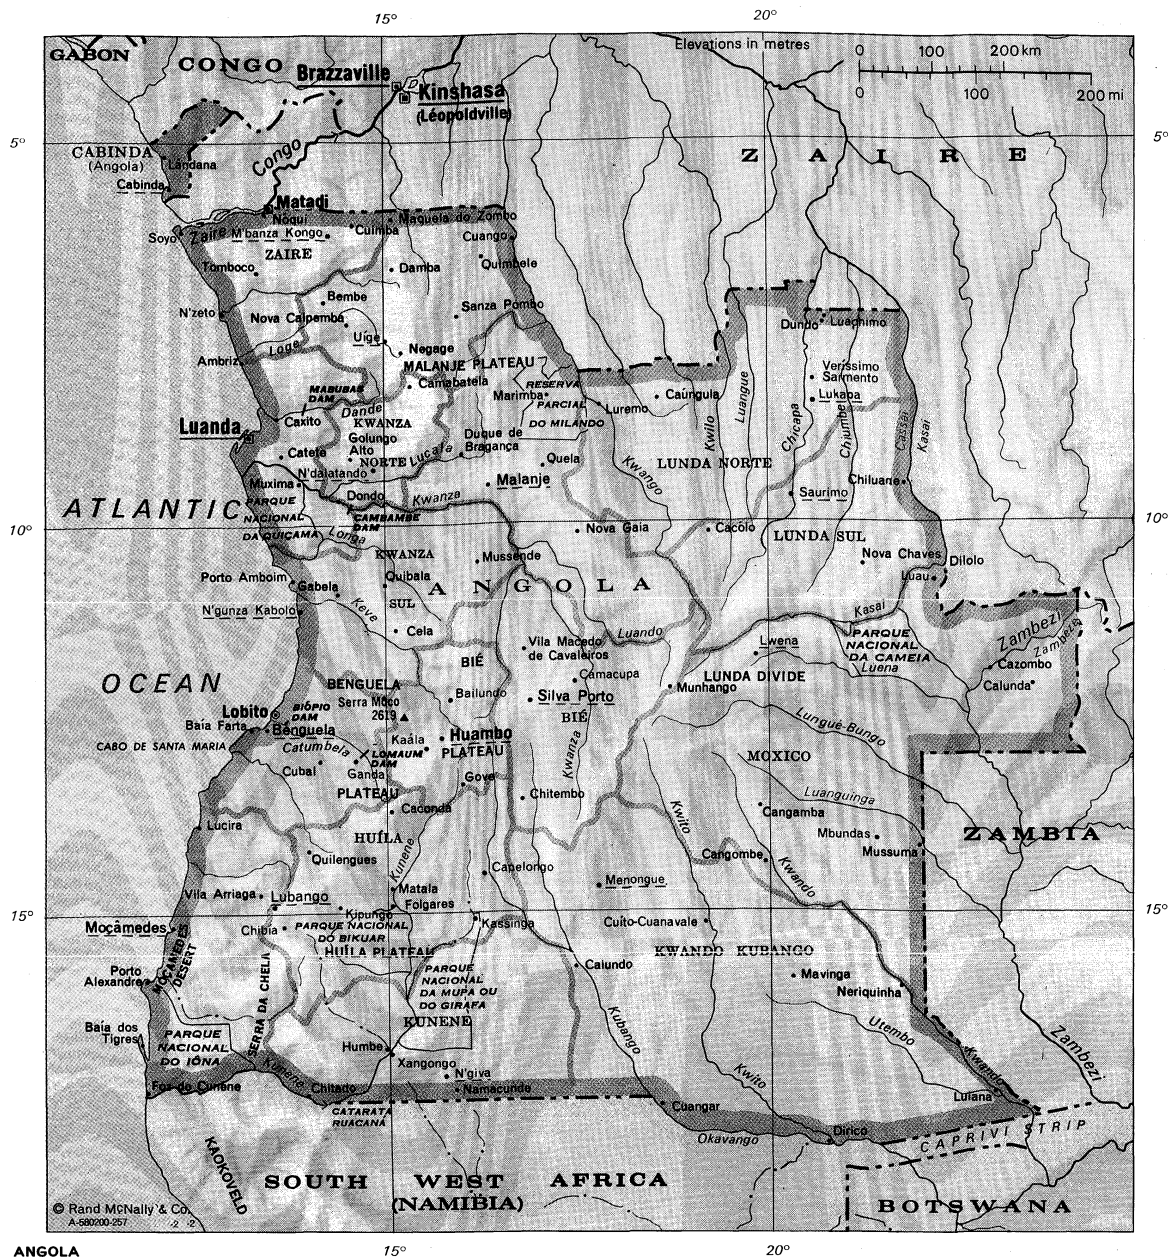 15°
20°
GABON
CONGO
Brazzaville
Kinshasa
(Léopoldville)
Elevations in metres
0 100 200 km
0 100 200 mi
5°
5°
CABINDA
(Angola)
Lândana
Cabinda
Congo
Z A I R E
Matadi
Nóqui
Soyo
Zaire
M'banza Kongo
Cuimba
Maquela do Zombo
Cuango
ZAIRE
Tomboco
Damba
Quimbele
Bembe
N'zeto
Nova Caipemba
Sanza Pombo
Uíge
Negage
Dundo
Luachimo
Ambriz
Loge
MALANJE PLATEAU
Camabatela
RESERVA
PARCIAL
DO MILANDO
Marimba
Luremo
Caúngula
Veríssimo
Sarmento
Lukapa
MABUBAS
DAM
Dande
KWANZA
NORTE
Caxito
Luanda
Golungo
Alto
Lucala
Duque de
Bragança
Kwilo
Luangue
Chicapa
Chiumbe
Cassai
Kasai
Catete
N'dalatando
Quela
Kwango
LUNDA NORTE
Muxima
Malanje
Chiluane
Saurimo
ATLANTIC
OCEAN
PARQUE
NACIONAL
DA QUIÇAMA
Dondo
Kwanza
CAMBAMBE
DAM
10°
10°
Longa
Nova Gaia
Cacolo
LUNDA SUL
KWANZA
SUL
Mussende
Nova Chaves
Dilolo
Luau
Porto Amboim
Gabela
Quibala
A N G O L A
N'gunza Kabolo
Keve
Cela
Luando
Kasai
Zambezi
Zambeze
Vila Macedo
de Cavaleiros
Lwena
PARQUE
NACIONAL
DA CAMEIA
Luena
Cazombo
Calunda
BIÉ
BENGUELA
Camacupa
LUNDA DIVIDE
Munhango
Serra Môco
2619
Bailundo
Silva Porto
BIÉ
Lobito
BIÓPIO
DAM
Baía Farta
Benguela
Lungué-Bungo
CABO DE SANTA MARIA
Catumbela
Kaála
Huambo
PLATEAU
LOMAUM
DAM
Kwanza
Cubal
Ganda
MOXICO
PLATEAU
Gove
Chitembo
Luanguinga
Caconda
Kwito
Cangamba
Lucira
HUÍLA
Mbundas
Mussuma
ZAMBIA
Quilengues
Kunene
Capelongo
Cangombe
Kwando
Menongue
Vila Arriaga
Lubango
Matala
Folgares
15°
15°
Kipungo
Kassinga
Cuíto-Cuanavale
Moçâmedes
Chibia
PARQUE NACIONAL
DO BIKUAR
HUÍLA PLATEAU
KWANDO KUBANGO
MOÇÂMEDES
DESERT
Caiundo
Porto
Alexandre
PARQUE
NACIONAL
DA MUPA OU
DO GIRAFA
Mavinga
Neriquinha
SERRA DA CHELA
KUNENE
Baía dos
Tigres
PARQUE
NACIONAL
DO IÔNA
Humbe
Kubango
Utembo
Zambezi
Xangongo
N'giva
Kwando
Kunene
Foz do Cunene
Chitado
Namacunde
Kwito
Luiana
CATARATA
RUACANÁ
Cuangar
Okavango
Dirico
CAPRIVI STRIP
KAOKOVELD
SOUTH WEST AFRICA
(NAMIBIA)
BOTSWANA
© Rand McNally & Co.
A-580200-257 -2 -2
ANGOLA
15°
20°